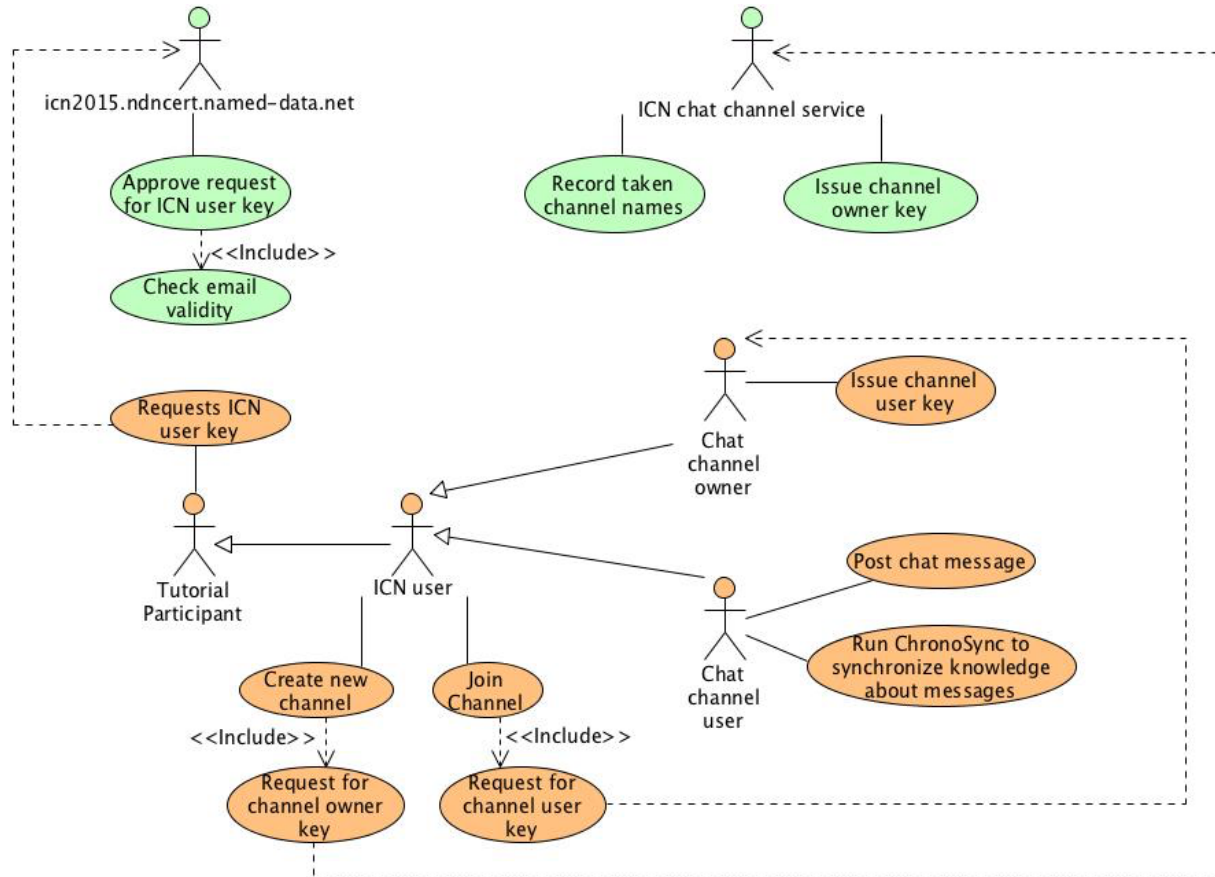 icn2015.ndncert.named-data.net
ICN chat channel service
Approve request
for ICN user key
<<Include>>
Check email
validity
Record taken
channel names
Issue channel
owner key
Requests ICN
user key
Tutorial
Participant
ICN user
Chat
channel
owner
Issue channel
user key
Chat
channel
user
Post chat message
Run ChronoSync to
synchronize knowledge
about messages
Create new
channel
<<Include>>
Request for
channel owner
key
Join
Channel
<<Include>>
Request for
channel user
key